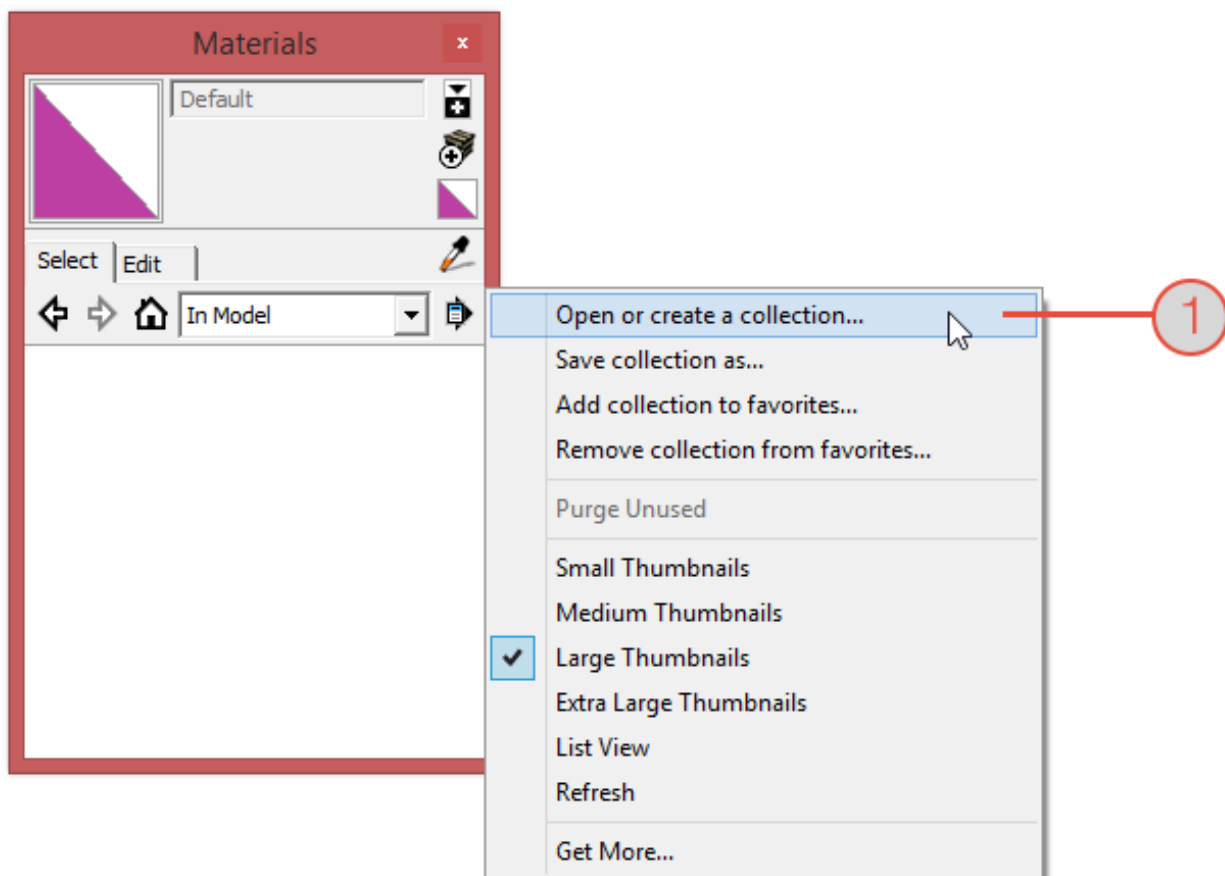 Materials
x
Default
Select Edit
In Model
Open or create a collection...
1
Save collection as...
Add collection to favorites...
Remove collection from favorites...
Purge Unused
Small Thumbnails
Medium Thumbnails
Large Thumbnails
Extra Large Thumbnails
List View
Refresh
Get More...